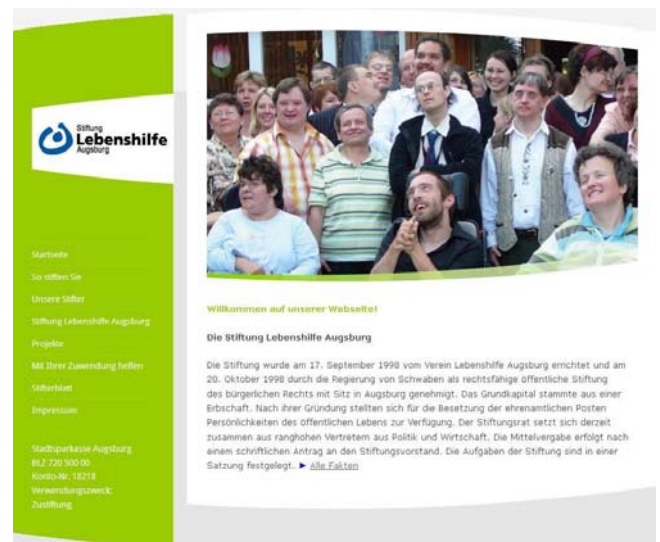 Stiftung
Lebenshilfe
Augsburg
Startseite
So stiften Sie
Unsere Stifter
Stiftung Lebenshilfe Augsburg
Projekte
Mit Ihrer Zuwendung helfen
Stifterblatt
Impressum
Stadtsparkasse Augsburg
BLZ 720 500 00
Konto-Nr. 18218
Verwendungszweck:
Zustiftung
Willkommen auf unserer Webseite!
Die Stiftung Lebenshilfe Augsburg
Die Stiftung wurde am 17. September 1998 vom Verein Lebenshilfe Augsburg errichtet und am
20. Oktober 1998 durch die Regierung von Schwaben als rechtsfähige öffentliche Stiftung
des bürgerlichen Rechts mit Sitz in Augsburg genehmigt. Das Grundkapital stammte aus einer
Erbschaft. Nach ihrer Gründung stellten sich für die Besetzung der ehrenamtlichen Posten
Persönlichkeiten des öffentlichen Lebens zur Verfügung. Der Stiftungsrat setzt sich derzeit
zusammen aus ranghohen Vertretern aus Politik und Wirtschaft. Die Mittelvergabe erfolgt nach
einem schriftlichen Antrag an den Stiftungsvorstand. Die Aufgaben der Stiftung sind in einer
Satzung festgelegt. ► Alle Fakten